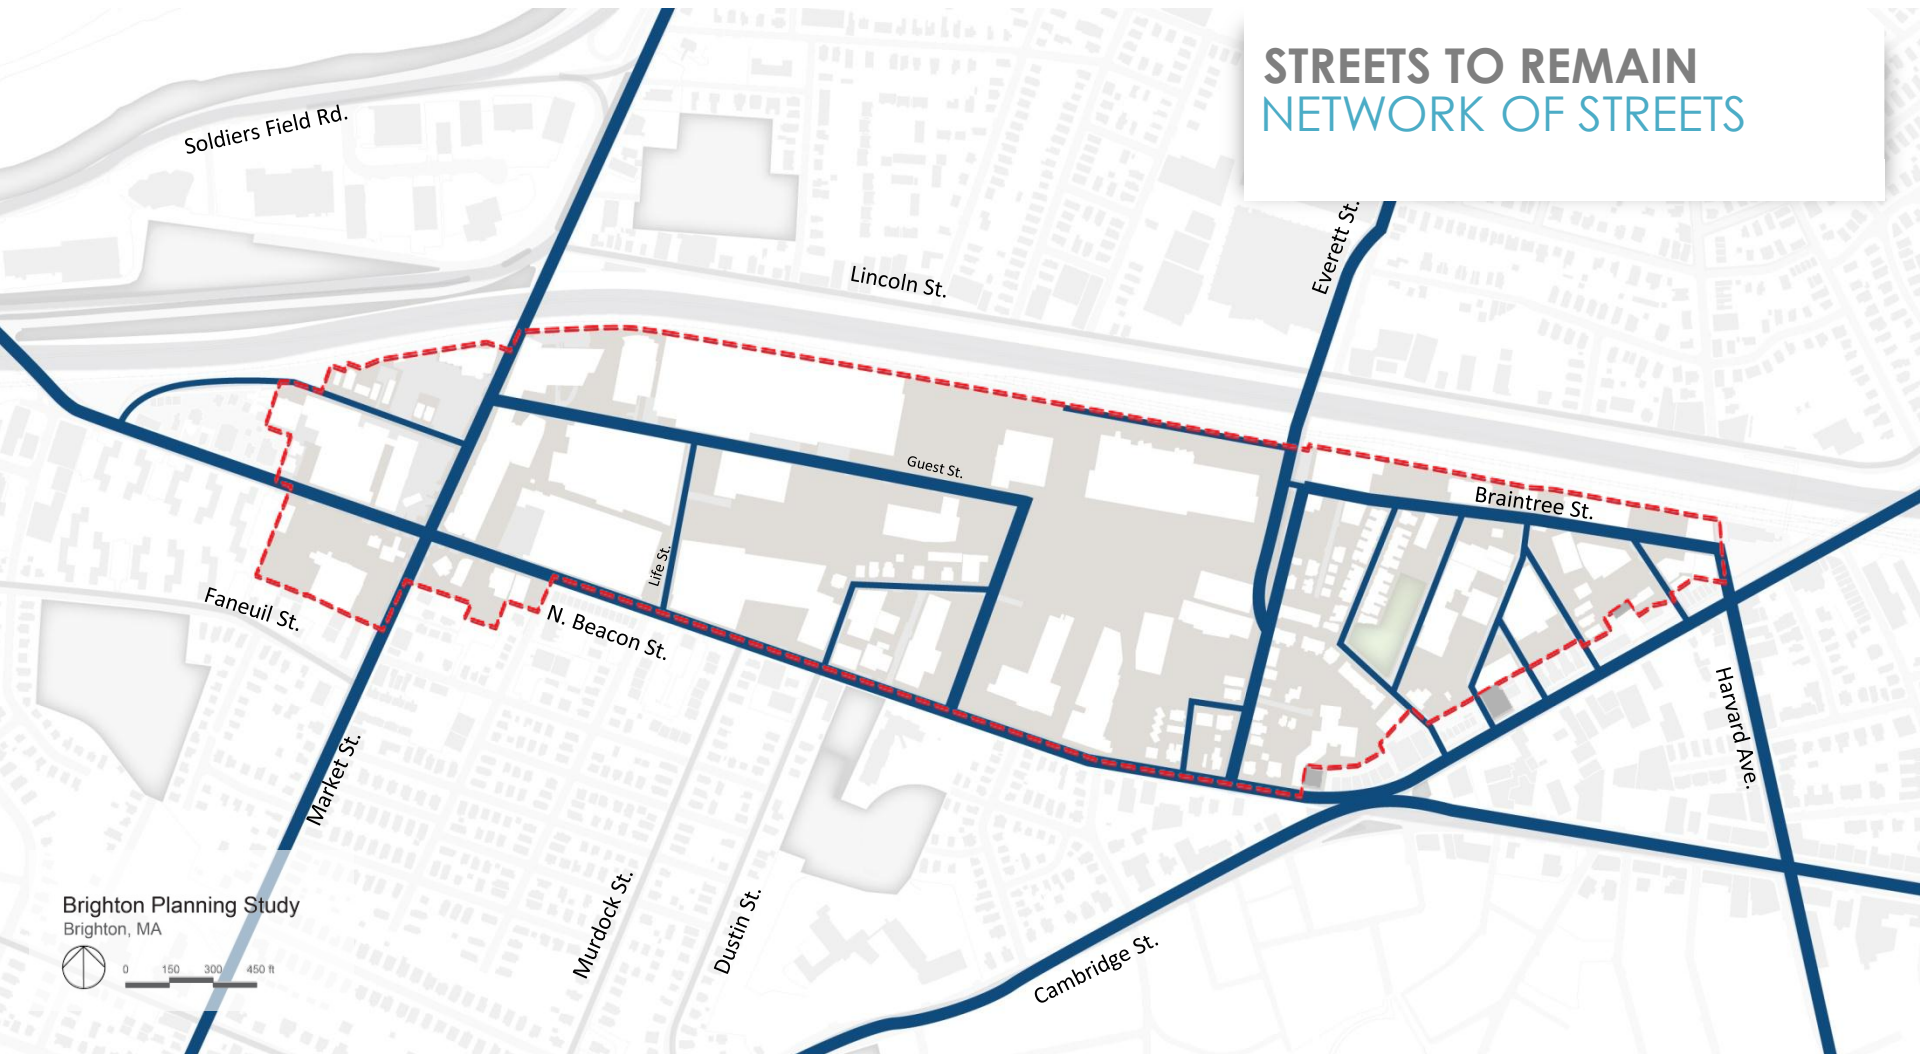 STREETS TO REMAIN
NETWORK OF STREETS
Soldiers Field Rd.
Everett St.
Lincoln St.
Guest St.
Braintree St.
Life St.
Faneuil St.
N. Beacon St.
Harvard Ave.
Market St.
Murdock St.
Dustin St.
Cambridge St.
Brighton Planning Study
Brighton, MA
0 150 300 450 ft